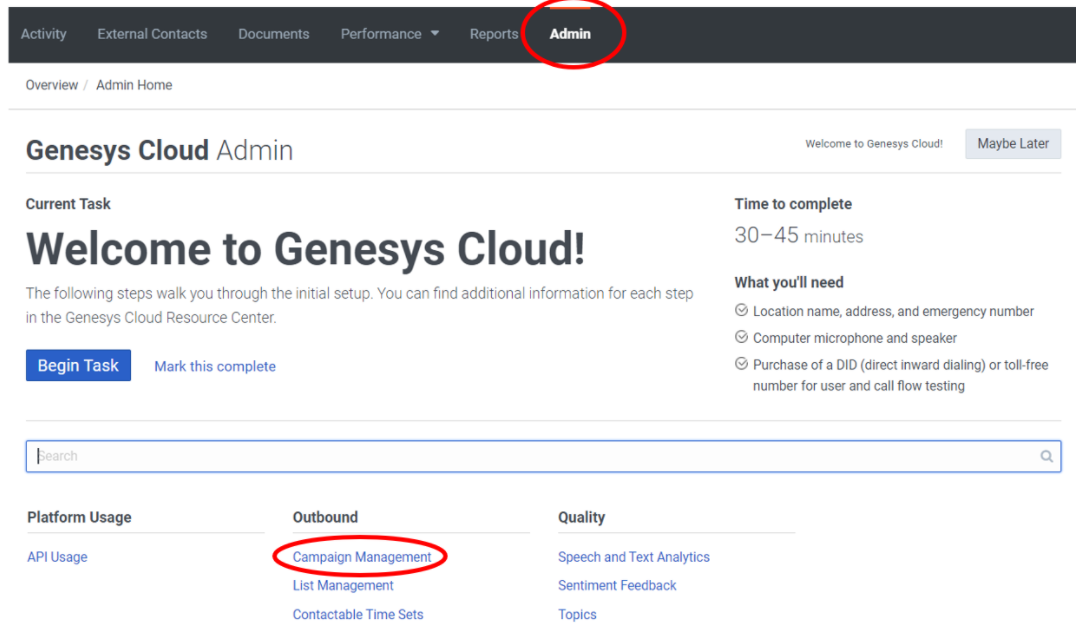 Activity External Contacts Documents Performance Reports Admin
Overview / Admin Home
Genesys Cloud Admin
Welcome to Genesys Cloud!
Maybe Later
Current Task
Welcome to Genesys Cloud!
The following steps walk you through the initial setup. You can find additional information for each step
in the Genesys Cloud Resource Center.
Begin Task
Mark this complete
Time to complete
30–45 minutes
What you'll need
Location name, address, and emergency number
Computer microphone and speaker
Purchase of a DID (direct inward dialing) or toll-free
number for user and call flow testing
Search
Platform Usage
API Usage
Outbound
Campaign Management
List Management
Contactable Time Sets
Quality
Speech and Text Analytics
Sentiment Feedback
Topics